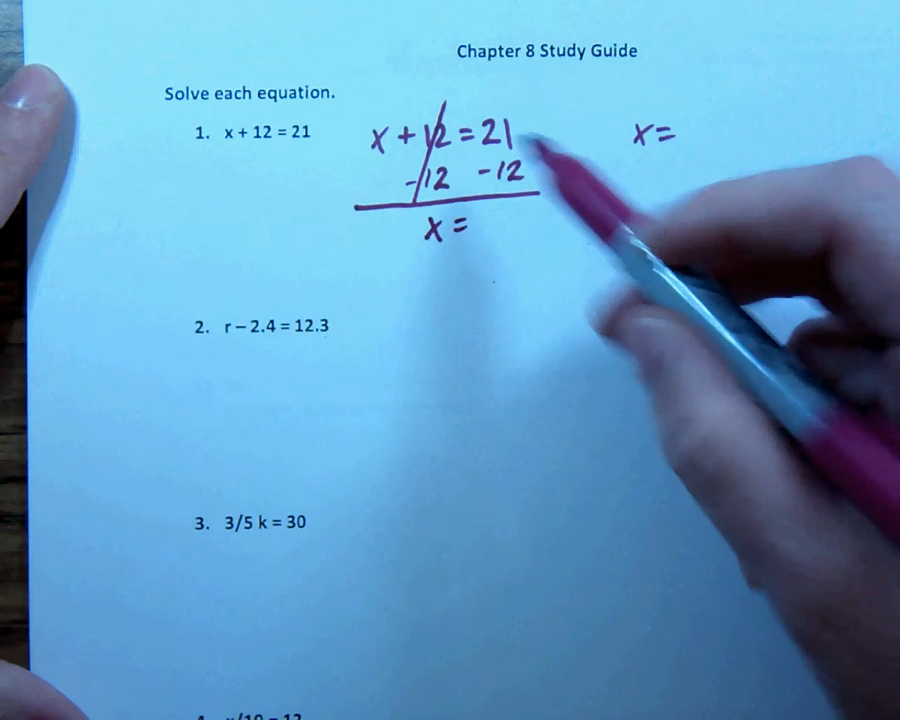 Chapter 8 Study Guide
Solve each equation.
1. x + 12 = 21
x + 12 = 21
x =
-12 -12
x =
2. r – 2.4 = 12.3
3. 3/5 k = 30